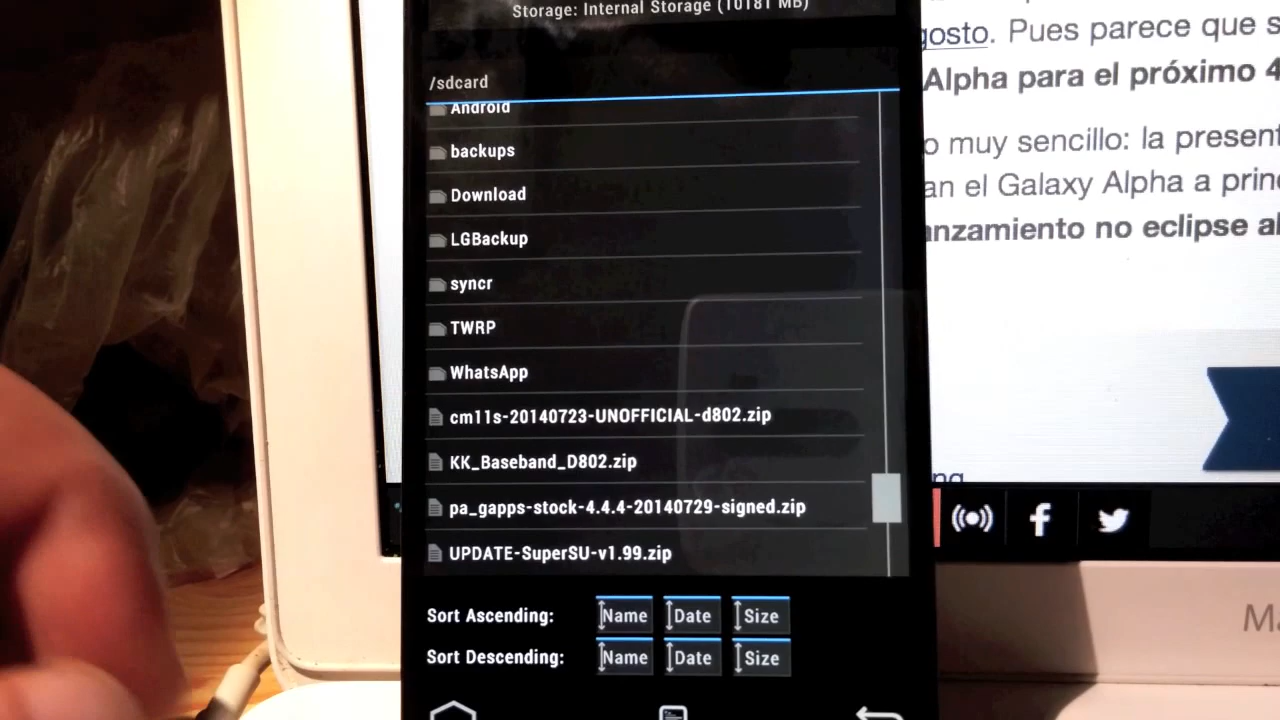 Storage: Internal Storage (10181 MB)
/sdcard
Android
backups
Download
LGBackup
syncr
TWRP
WhatsApp
cm11s-20140723-UNOFFICIAL-d802.zip
KK_Baseband_D802.zip
pa_gapps-stock-4.4.4-20140729-signed.zip
UPDATE-SuperSU-v1.99.zip
Sort Ascending: Name Date Size
Sort Descending: Name Date Size
gosto. Pues parece que s
Alpha para el próximo 4
o muy sencillo: la present
an el Galaxy Alpha a princ
anzamiento no eclipse al
Ma